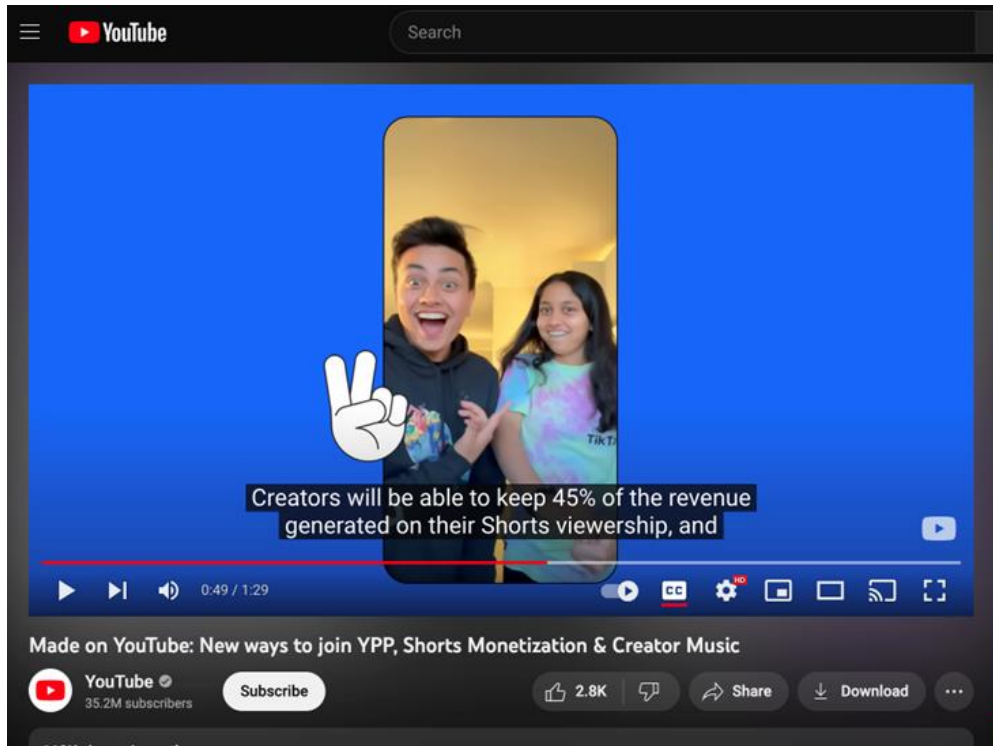 YouTube
Search
TikT
Creators will be able to keep 45% of the revenue
generated on their Shorts viewership, and
0:49 / 1:29
CC
HD
Made on YouTube: New ways to join YPP, Shorts Monetization & Creator Music
YouTube
35.2M subscribers
Subscribe
2.8K
Share
Download